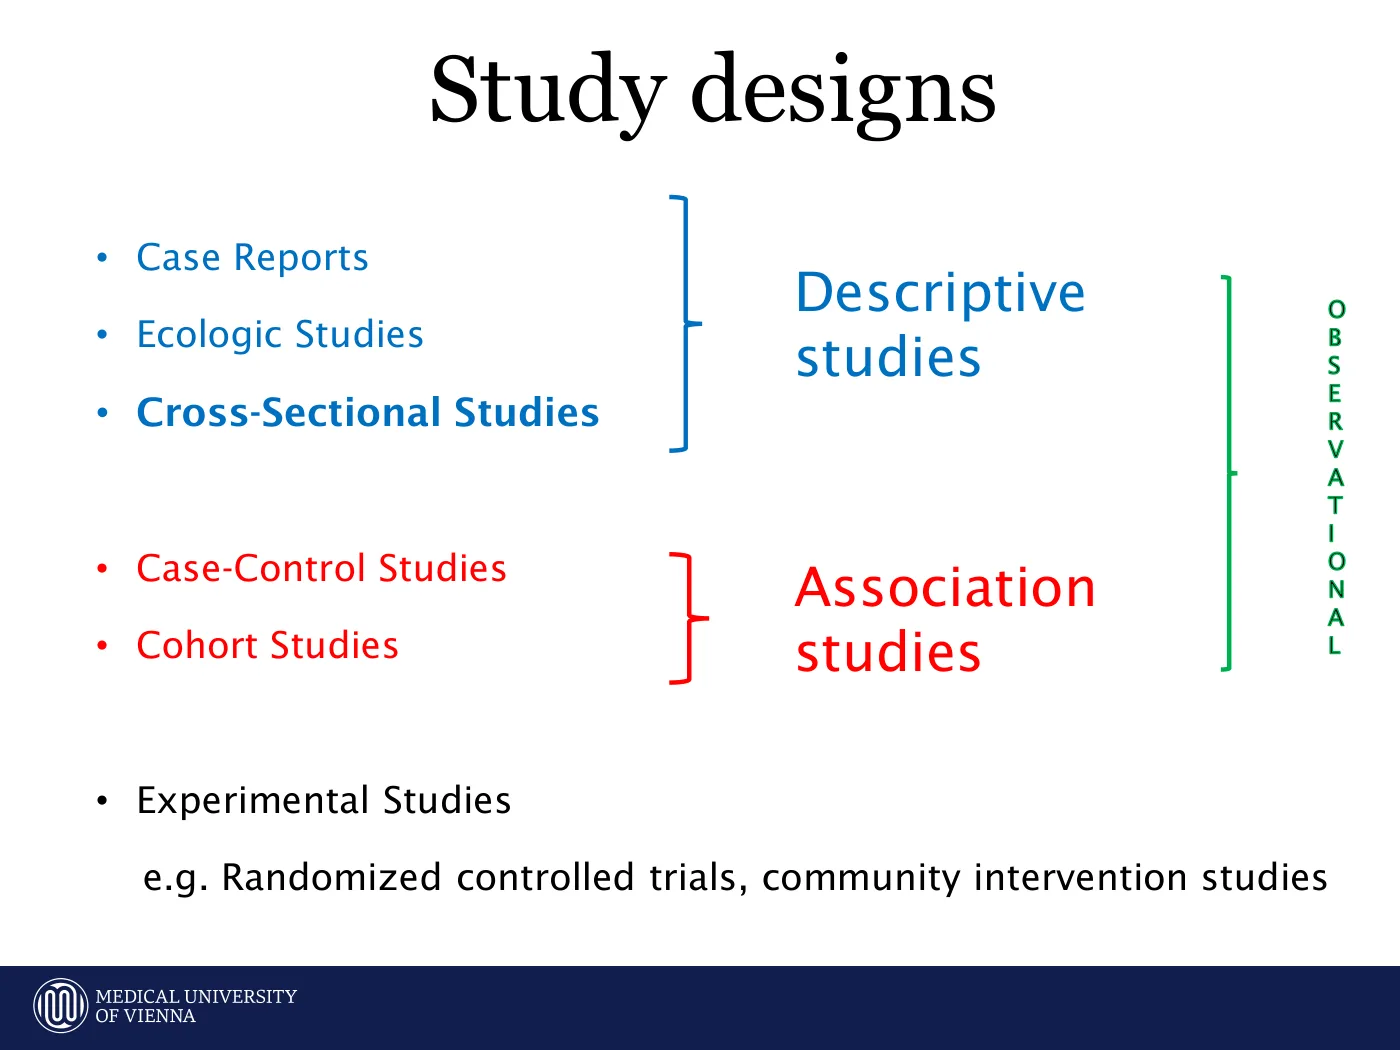 Study designs
• Case Reports
• Ecologic Studies
• Cross-Sectional Studies
Descriptive
studies
• Case-Control Studies
• Cohort Studies
Association
studies
OBSERVATIONAL
• Experimental Studies
e.g. Randomized controlled trials, community intervention studies
MEDICAL UNIVERSITY
OF VIENNA